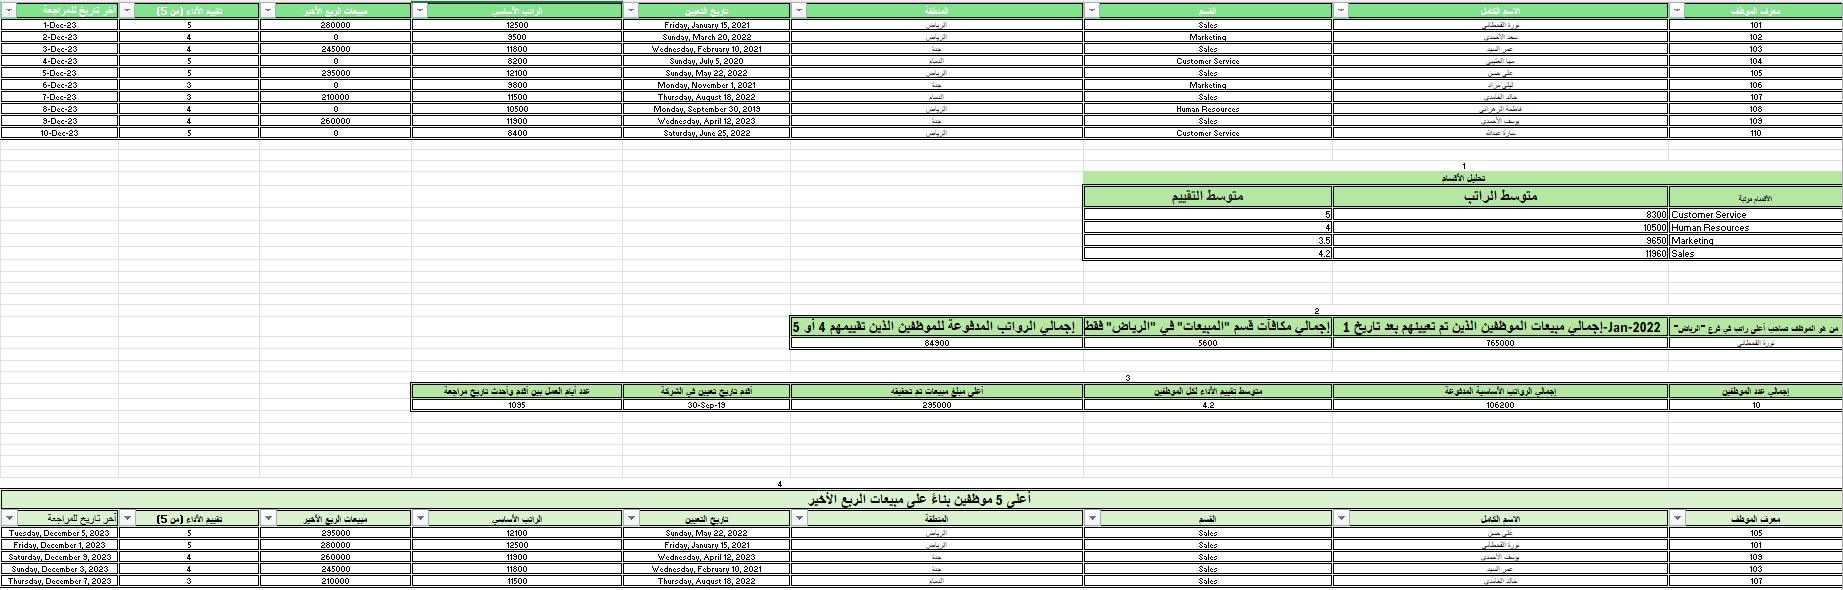 معرف الموظف الاسم الكامل القسم المنطقة تاريخ التعيين الراتب الأساسي مبيعات الربع الأخير تقييم الأداء (من 5) آخر تاريخ للمراجعة
101 نورة القحطاني Sales الرياض Friday, January 15, 2021 12500 280000 5 1-Dec-23
102 سعد الأحمدي Marketing الرياض Sunday, March 20, 2022 9500 0 4 2-Dec-23
103 عمر السيد Sales جدة Wednesday, February 10, 2021 11800 245000 4 3-Dec-23
104 مها العتيبي Customer Service الدمام Sunday, July 5, 2020 8200 0 5 4-Dec-23
105 علي حسن Sales الرياض Sunday, May 22, 2022 12100 295000 5 5-Dec-23
106 ليلى مراد Marketing جدة Monday, November 1, 2021 9800 0 3 6-Dec-23
107 خالد الغامدي Sales الدمام Thursday, August 18, 2022 11500 210000 3 7-Dec-23
108 فاطمة الزهراني Human Resources الرياض Monday, September 30, 2019 10500 0 4 8-Dec-23
109 يوسف الأحمدي Sales جدة Wednesday, April 12, 2023 11900 260000 4 9-Dec-23
110 سارة عبدالله Customer Service الرياض Saturday, June 25, 2022 8400 0 5 10-Dec-23
1
تحليل الأقسام
الأقسام مرتبة متوسط الراتب متوسط التقييم
Customer Service 8300 5
Human Resources 10500 4
Marketing 9650 3.5
Sales 11960 4.2
2
من هو الموظف صاحب أعلى راتب في فرع "الرياض" إجمالي مبيعات الموظفين الذين تم تعيينهم بعد تاريخ 1-Jan-2022 إجمالي مكافآت قسم "المبيعات" في "الرياض" فقط إجمالي الرواتب المدفوعة للموظفين الذين تقييمهم 4 أو 5
نورة القحطاني 765000 5600 84900
3
إجمالي عدد الموظفين إجمالي الرواتب الأساسية المدفوعة متوسط تقييم الأداء لكل الموظفين أعلى مبلغ مبيعات تم تحقيقه أقدم تاريخ تعيين في الشركة عدد أيام العمل بين أقدم وأحدث تاريخ مراجعة
10 106200 4.2 295000 30-Sep-19 1095
4
أعلى 5 موظفين بناءً على مبيعات الربع الأخير
معرف الموظف الاسم الكامل القسم المنطقة تاريخ التعيين الراتب الأساسي مبيعات الربع الأخير تقييم الأداء (من 5) آخر تاريخ للمراجعة
105 علي حسن Sales الرياض Sunday, May 22, 2022 12100 295000 5 Tuesday, December 5, 2023
101 نورة القحطاني Sales الرياض Friday, January 15, 2021 12500 280000 5 Friday, December 1, 2023
109 يوسف الأحمدي Sales جدة Wednesday, April 12, 2023 11900 260000 4 Saturday, December 9, 2023
103 عمر السيد Sales جدة Wednesday, February 10, 2021 11800 245000 4 Sunday, December 3, 2023
107 خالد الغامدي Sales الدمام Thursday, August 18, 2022 11500 210000 3 Thursday, December 7, 2023